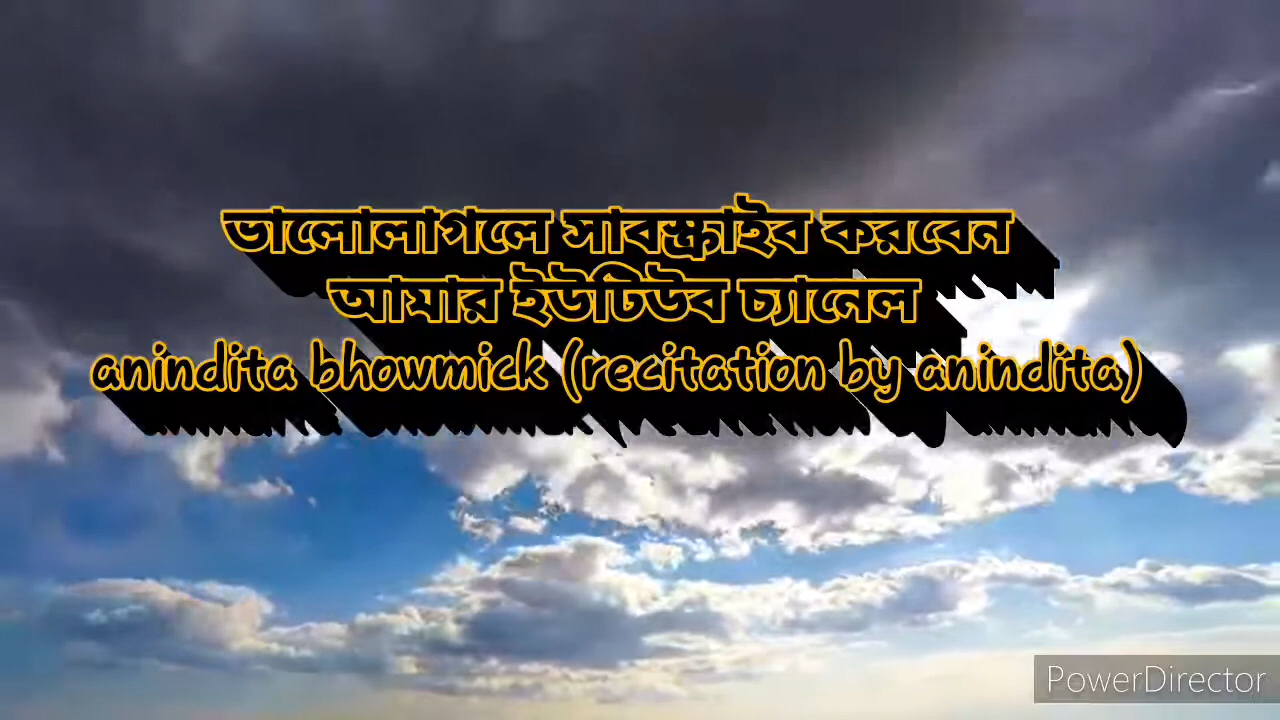 ভালোলাগলে সাবস্ক্রাইব করবেন
আমার ইউটিউব চ্যানেল
anindita bhowmick (recitation by anindita)
PowerDirector